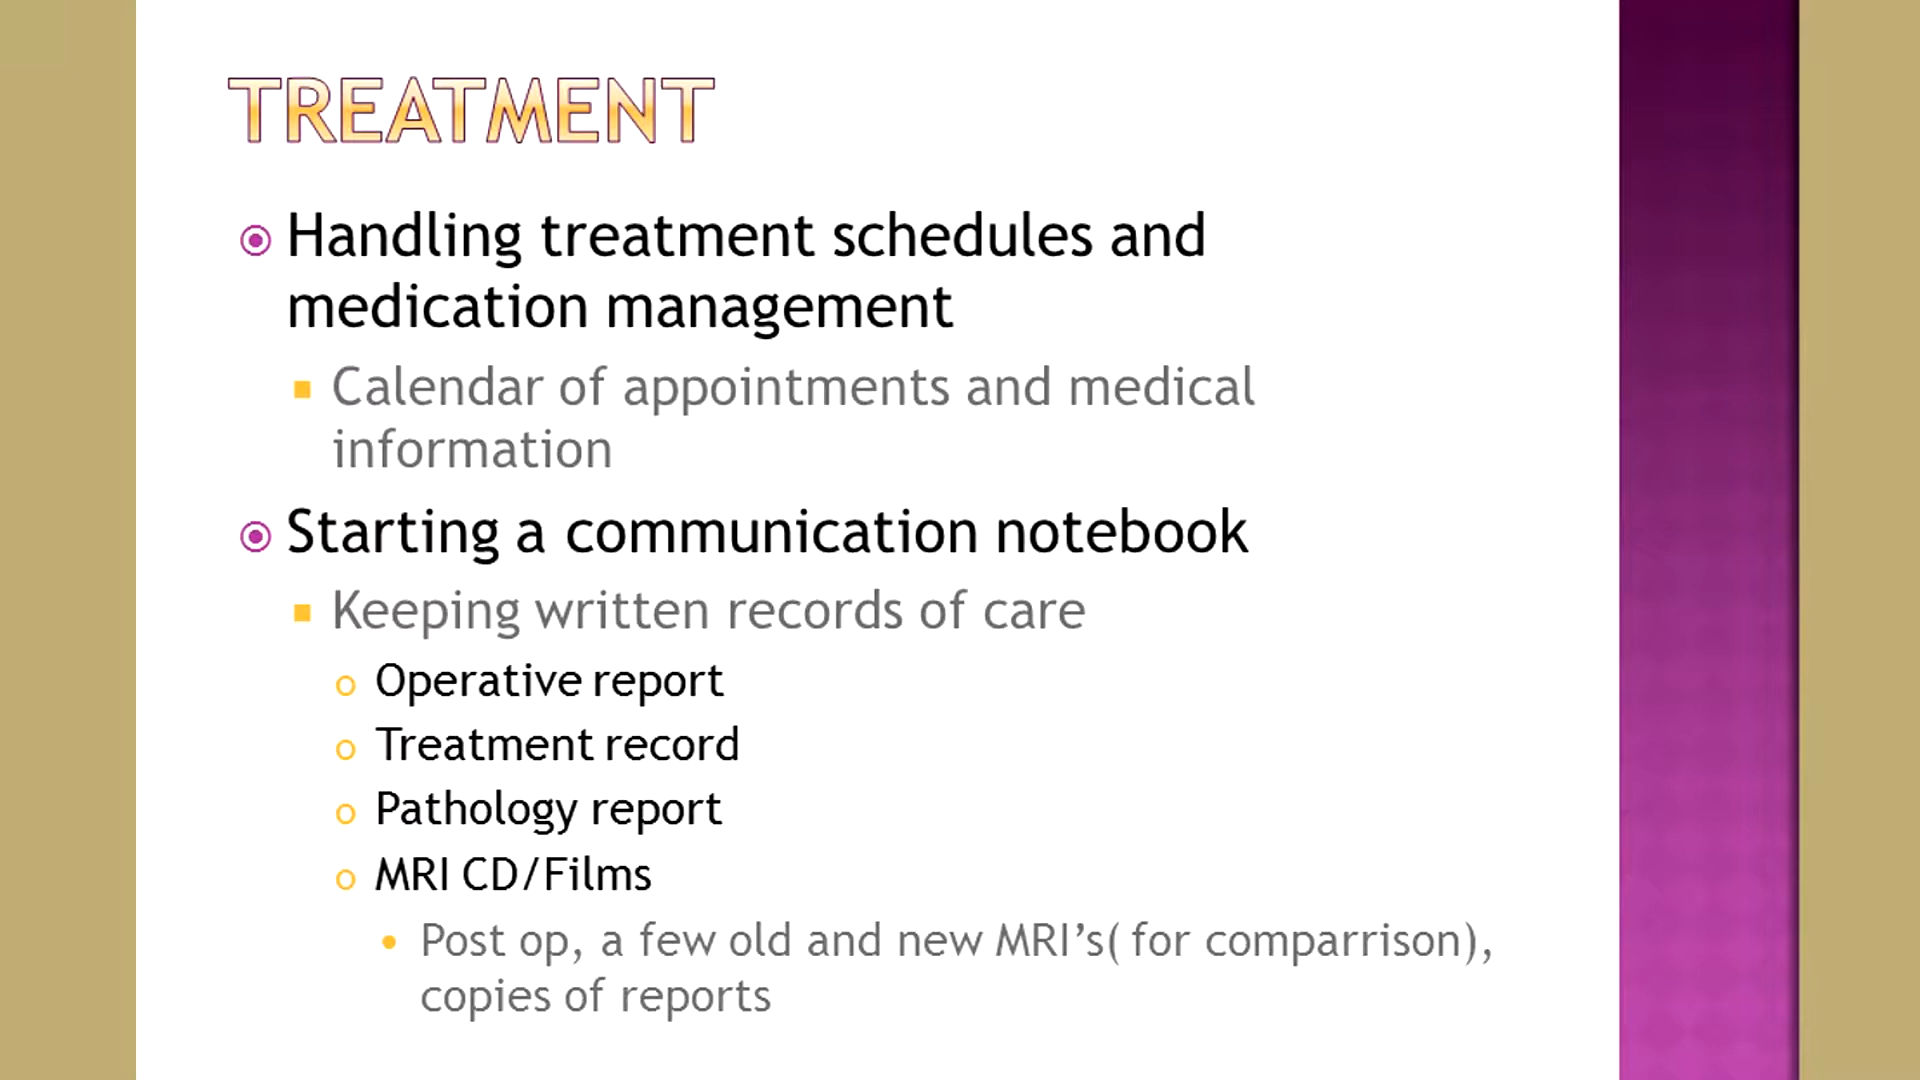 TREATMENT
Handling treatment schedules and
medication management
Calendar of appointments and medical
information
Starting a communication notebook
Keeping written records of care
Operative report
Treatment record
Pathology report
MRI CD/Films
Post op, a few old and new MRI’s( for comparrison),
copies of reports